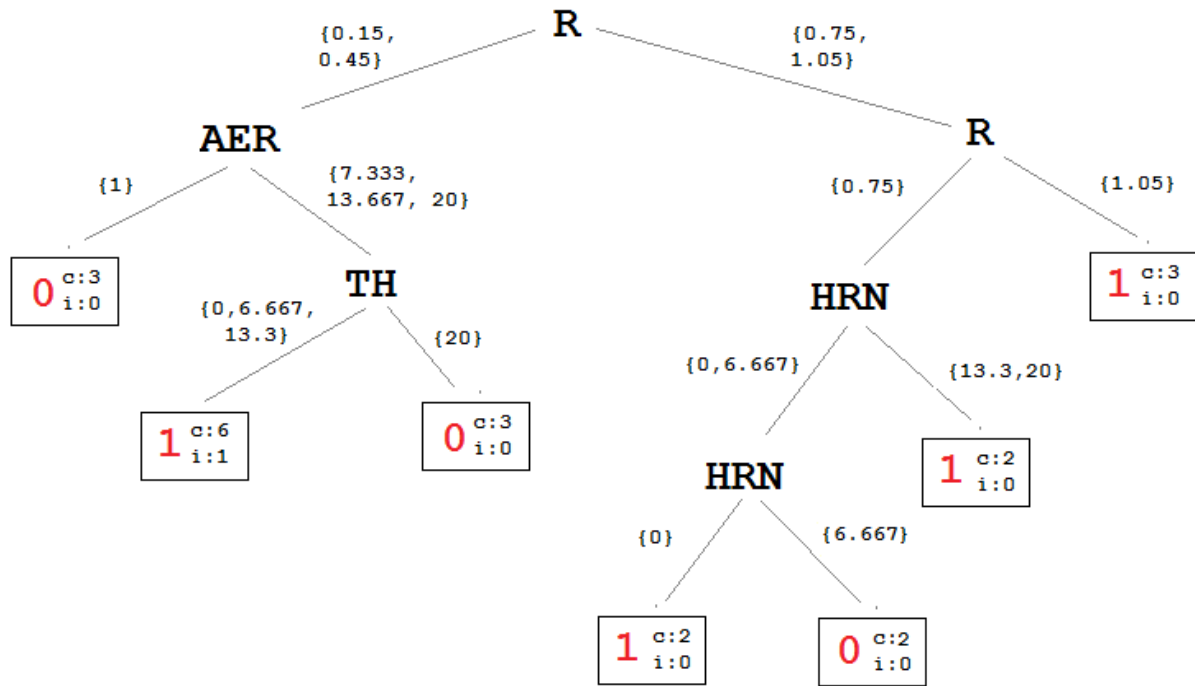 R
{0.15,
0.45}
{0.75,
1.05}
AER
R
{1}
{7.333,
13.667, 20}
{0.75}
{1.05}
0 c:3
i:0
TH
HRN
1 c:3
i:0
{0,6.667,
13.3}
{20}
{0,6.667}
{13.3,20}
1 c:6
i:1
0 c:3
i:0
HRN
1 c:2
i:0
{0}
{6.667}
1 c:2
i:0
0 c:2
i:0